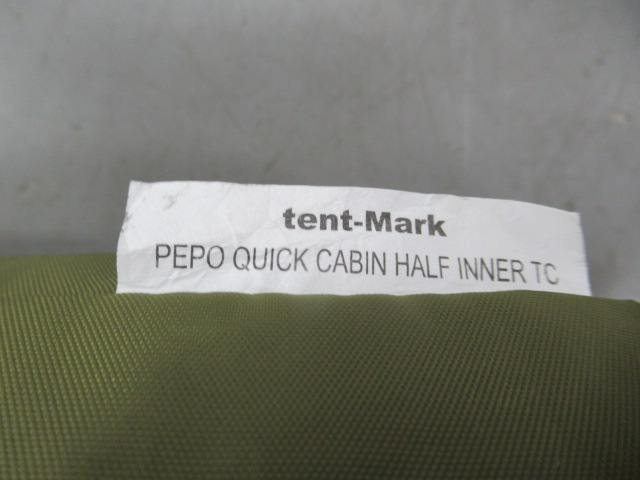 tent-Mark
PEPO QUICK CABIN HALF INNER TC